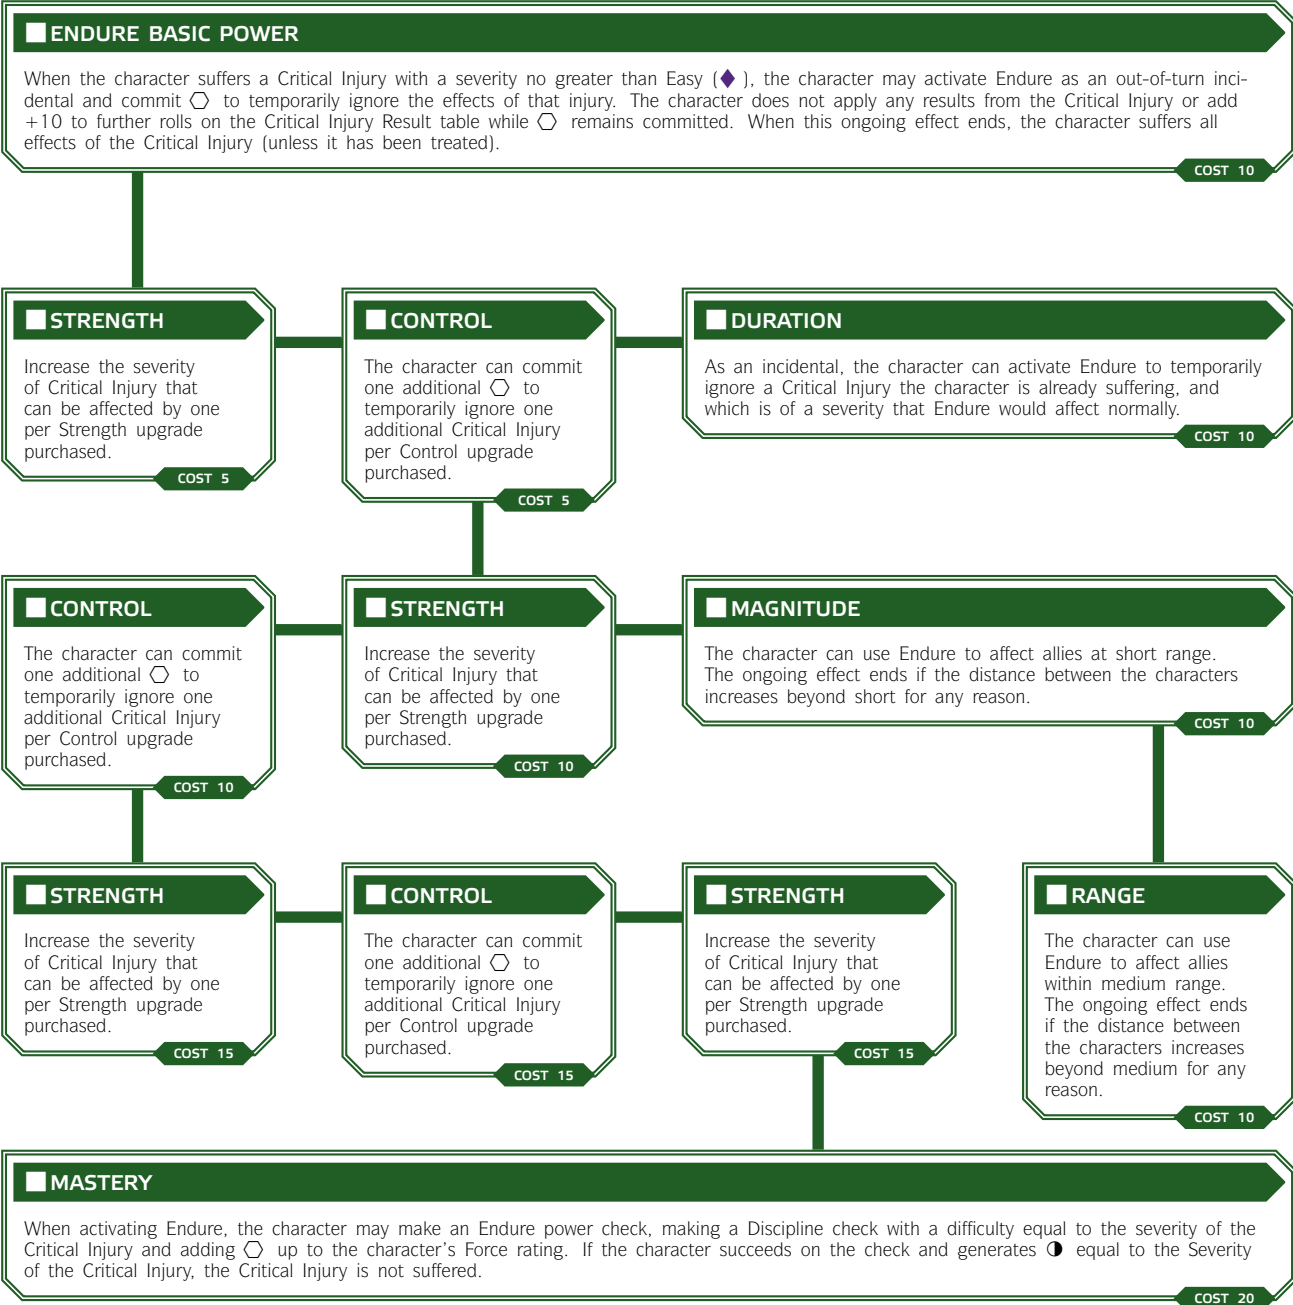 ENDURE BASIC POWER
When the character suffers a Critical Injury with a severity no greater than Easy (♦ ), the character may activate Endure as an out-of-turn inci-
dental and commit ⬡ to temporarily ignore the effects of that injury. The character does not apply any results from the Critical Injury or add
+10 to further rolls on the Critical Injury Result table while ⬡ remains committed. When this ongoing effect ends, the character suffers all
effects of the Critical Injury (unless it has been treated).
COST 10
STRENGTH
Increase the severity
of Critical Injury that
can be affected by one
per Strength upgrade
purchased.
COST 5
CONTROL
The character can commit
one additional ⬡ to
temporarily ignore one
additional Critical Injury
per Control upgrade
purchased.
COST 5
DURATION
As an incidental, the character can activate Endure to temporarily
ignore a Critical Injury the character is already suffering, and
which is of a severity that Endure would affect normally.
COST 10
CONTROL
The character can commit
one additional ⬡ to
temporarily ignore one
additional Critical Injury
per Control upgrade
purchased.
COST 10
STRENGTH
Increase the severity
of Critical Injury that
can be affected by one
per Strength upgrade
purchased.
COST 10
MAGNITUDE
The character can use Endure to affect allies at short range.
The ongoing effect ends if the distance between the characters
increases beyond short for any reason.
COST 10
STRENGTH
Increase the severity
of Critical Injury that
can be affected by one
per Strength upgrade
purchased.
COST 15
CONTROL
The character can commit
one additional ⬡ to
temporarily ignore one
additional Critical Injury
per Control upgrade
purchased.
COST 15
STRENGTH
Increase the severity
of Critical Injury that
can be affected by one
per Strength upgrade
purchased.
COST 15
RANGE
The character can use
Endure to affect allies
within medium range.
The ongoing effect ends
if the distance between
the characters increases
beyond medium for any
reason.
COST 10
MASTERY
When activating Endure, the character may make an Endure power check, making a Discipline check with a difficulty equal to the severity of the
Critical Injury and adding ⬡ up to the character's Force rating. If the character succeeds on the check and generates ◑ equal to the Severity
of the Critical Injury, the Critical Injury is not suffered.
COST 20